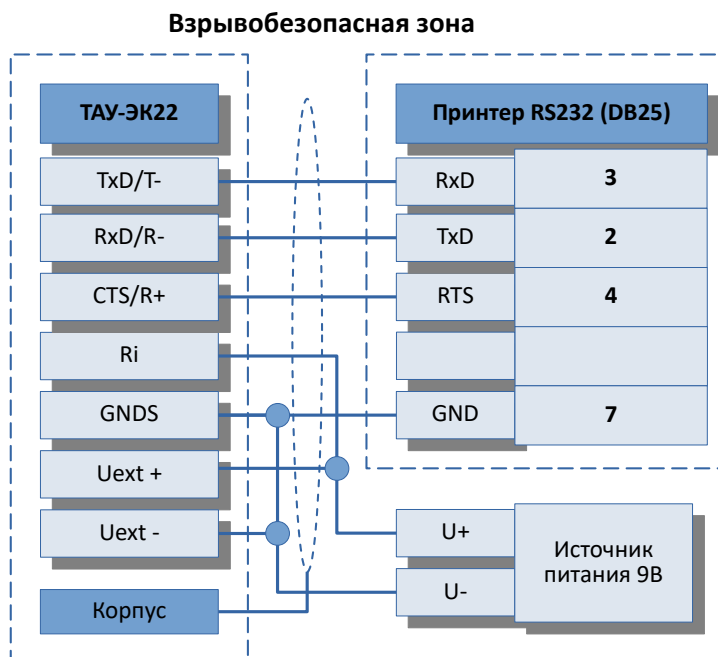 Взрывобезопасная зона
ТАУ-ЭК22
Принтер RS232 (DB25)
TxD/T-
RxD
3
RxD/R-
TxD
2
CTS/R+
RTS
4
Ri
GNDS
GND
7
Uext +
Uext -
U+
U-
Источник
питания 9В
Корпус